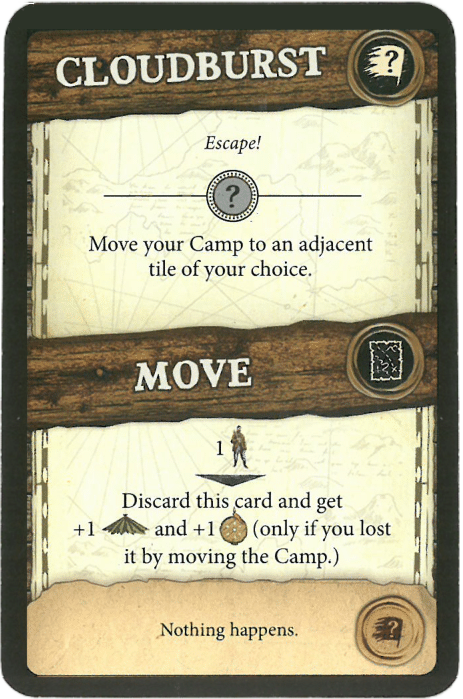 CLOUDBURST
?
Escape!
?
Move your Camp to an adjacent
tile of your choice.
MOVE
1
Discard this card and get
+1 and +1 (only if you lost
it by moving the Camp.)
Nothing happens.
?